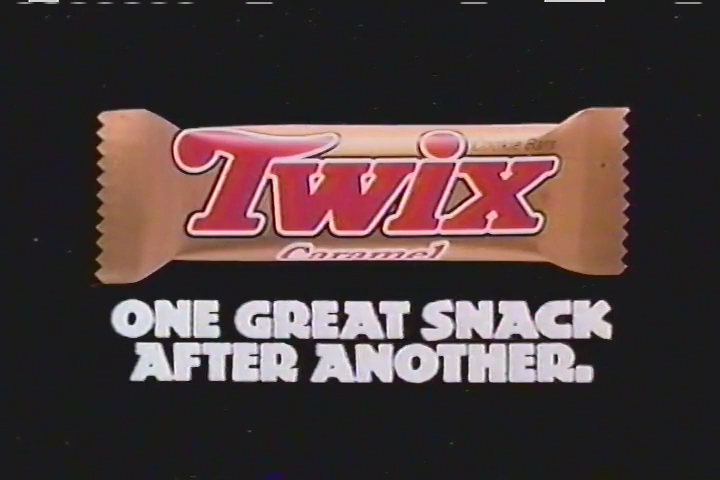 Cookie Bars
Twix
Caramel
ONE GREAT SNACK
AFTER ANOTHER.